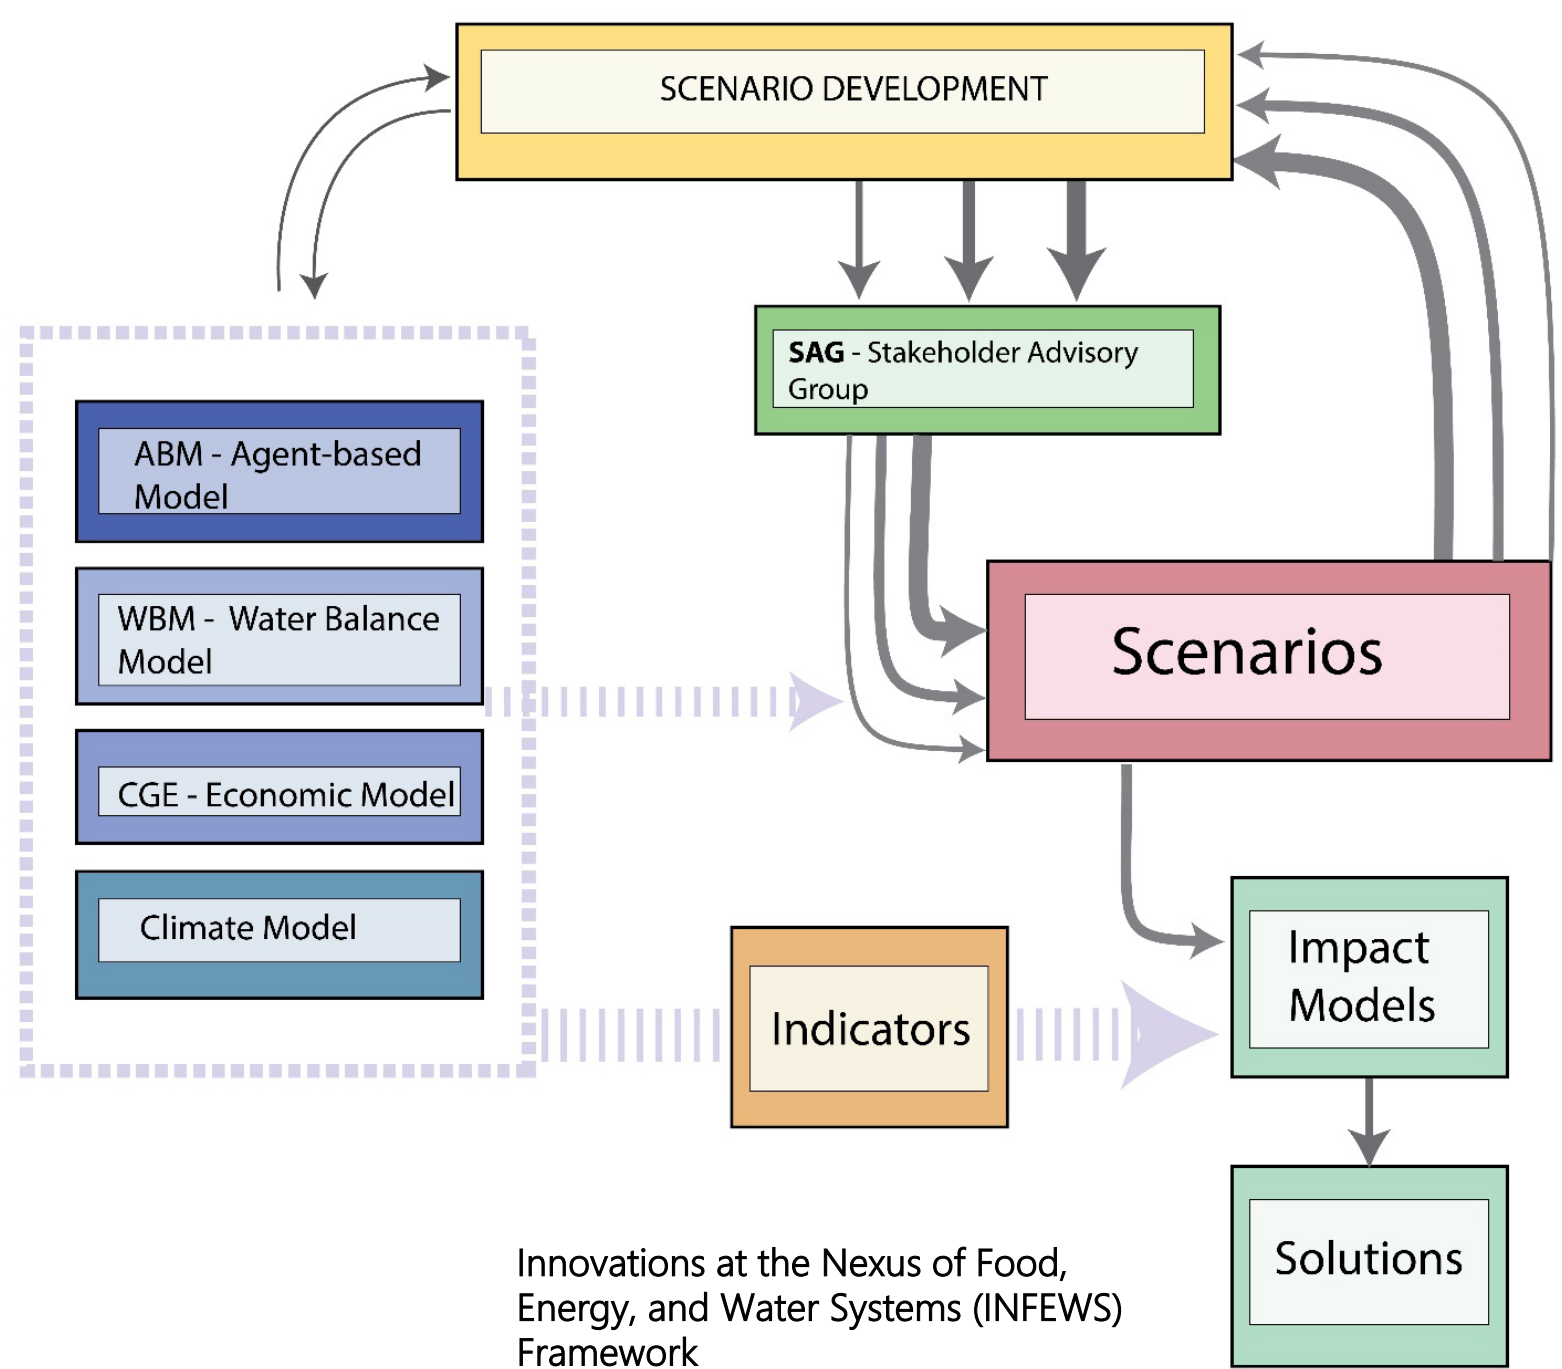 SCENARIO DEVELOPMENT
SAG - Stakeholder Advisory
Group
ABM - Agent-based
Model
WBM - Water Balance
Model
CGE - Economic Model
Climate Model
Scenarios
Impact
Models
Indicators
Solutions
Innovations at the Nexus of Food,
Energy, and Water Systems (INFEWS)
Framework